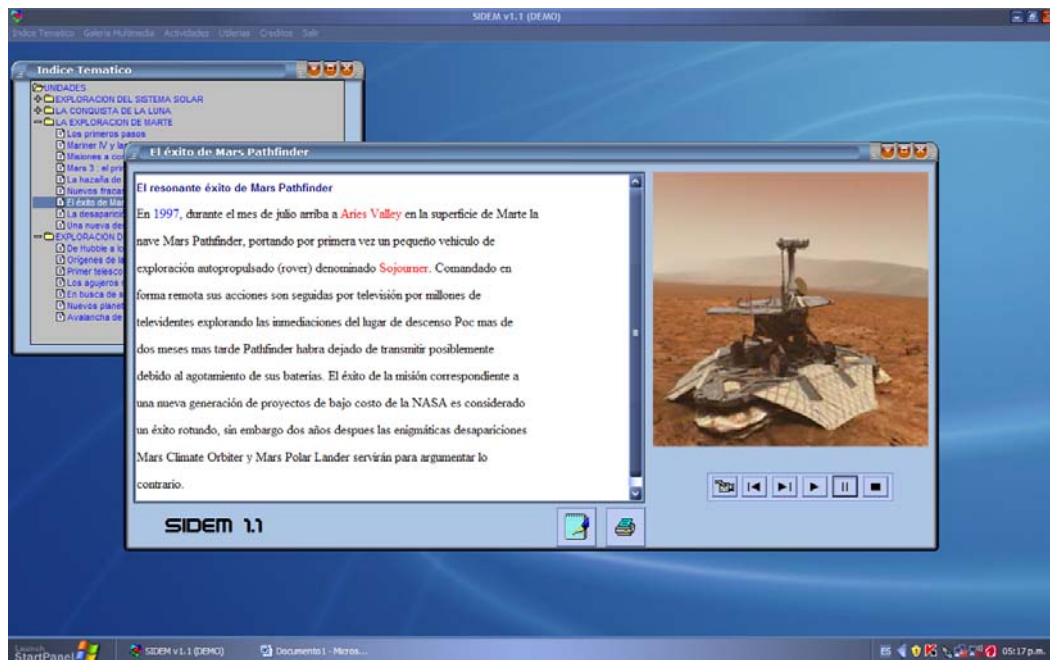 SIDEM v1.1 (DEMO)
Indice Tematico Galeria Multimedia Actividades Utilerias Creditos Salir
Indice Tematico
UNIDADES
EXPLORACION DEL SISTEMA SOLAR
LA CONQUISTA DE LA LUNA
LA EXPLORACION DE MARTE
Los primeros pasos
Mariner IV y la
Misiones a co
Mars 3 : el pri
La hazaña de
Nuevos fraca
El éxito de Ma
La desaparici
Una nueva de
EXPLORACION D
De Hubble a lo
Orígenes de la
Primer telesco
Los agujeros
En busca de
Nuevos planet
Avalancha de
El éxito de Mars Pathfinder
El resonante éxito de Mars Pathfinder
En 1997, durante el mes de julio arriba a Aries Valley en la superficie de Marte la
nave Mars Pathfinder, portando por primera vez un pequeño vehiculo de
exploración autopropulsado (rover) denominado Sojourner. Comandado en
forma remota sus acciones son seguidas por televisión por millones de
televidentes explorando las inmediaciones del lugar de descenso Poc mas de
dos meses mas tarde Pathfinder habra dejado de transmitir posiblemente
debido al agotamiento de sus baterias. El éxito de la misión correspondiente a
una nueva generación de proyectos de bajo costo de la NASA es considerado
un éxito rotundo, sin embargo dos años despues las enigmáticas desapariciones
Mars Climate Orbiter y Mars Polar Lander servirán para argumentar lo
contrario.
SIDEM 1.1
Launch
StartPanel
SIDEM v1.1 (DEMO)
Documento1 - Micros...
ES
05:17 p.m.